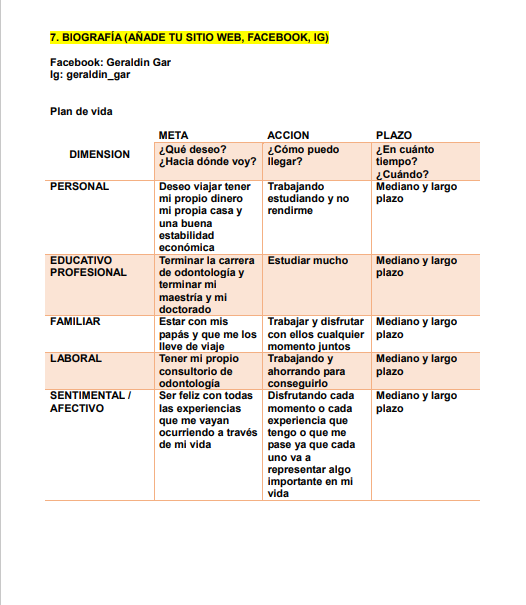 7. BIOGRAFÍA (AÑADE TU SITIO WEB, FACEBOOK, IG)
Facebook: Geraldin Gar
Ig: geraldin_gar
Plan de vida
META ACCION PLAZO
DIMENSION
¿Qué deseo?
¿Hacia dónde voy?
¿Cómo puedo
llegar?
¿En cuánto
tiempo?
¿Cuándo?
PERSONAL
Deseo viajar tener
mi propio dinero
mi propia casa y
una buena
estabilidad
económica
Trabajando
estudiando y no
rendirme
Mediano y largo
plazo
EDUCATIVO
PROFESIONAL
Terminar la carrera
de odontología y
terminar mi
maestría y mi
doctorado
Estudiar mucho
Mediano y largo
plazo
FAMILIAR
Estar con mis
papás y que me los
lleve de viaje
Trabajar y disfrutar
con ellos cualquier
momento juntos
Mediano y largo
plazo
LABORAL
Tener mi propio
consultorio de
odontología
Trabajando y
ahorrando para
conseguirlo
Mediano y largo
plazo
SENTIMENTAL /
AFECTIVO
Ser feliz con todas
las experiencias
que me vayan
ocurriendo a través
de mi vida
Disfrutando cada
momento o cada
experiencia que
tengo o que me
pase ya que cada
uno va a
representar algo
importante en mi
vida
Mediano y largo
plazo